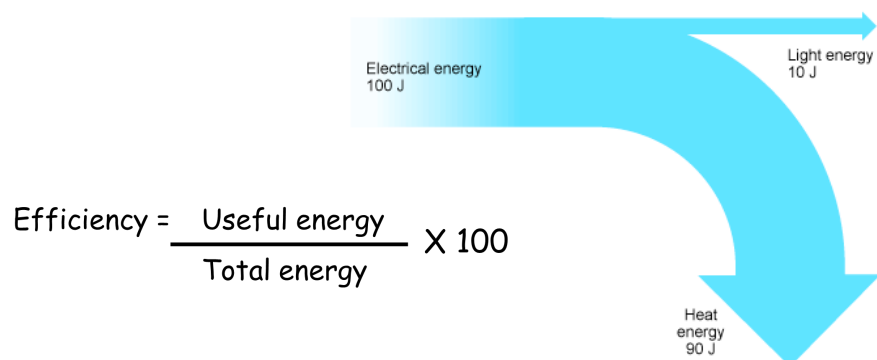 Electrical energy
100 J
Light energy
10 J
Efficiency = Useful energy X 100
Total energy
Heat
energy
90 J